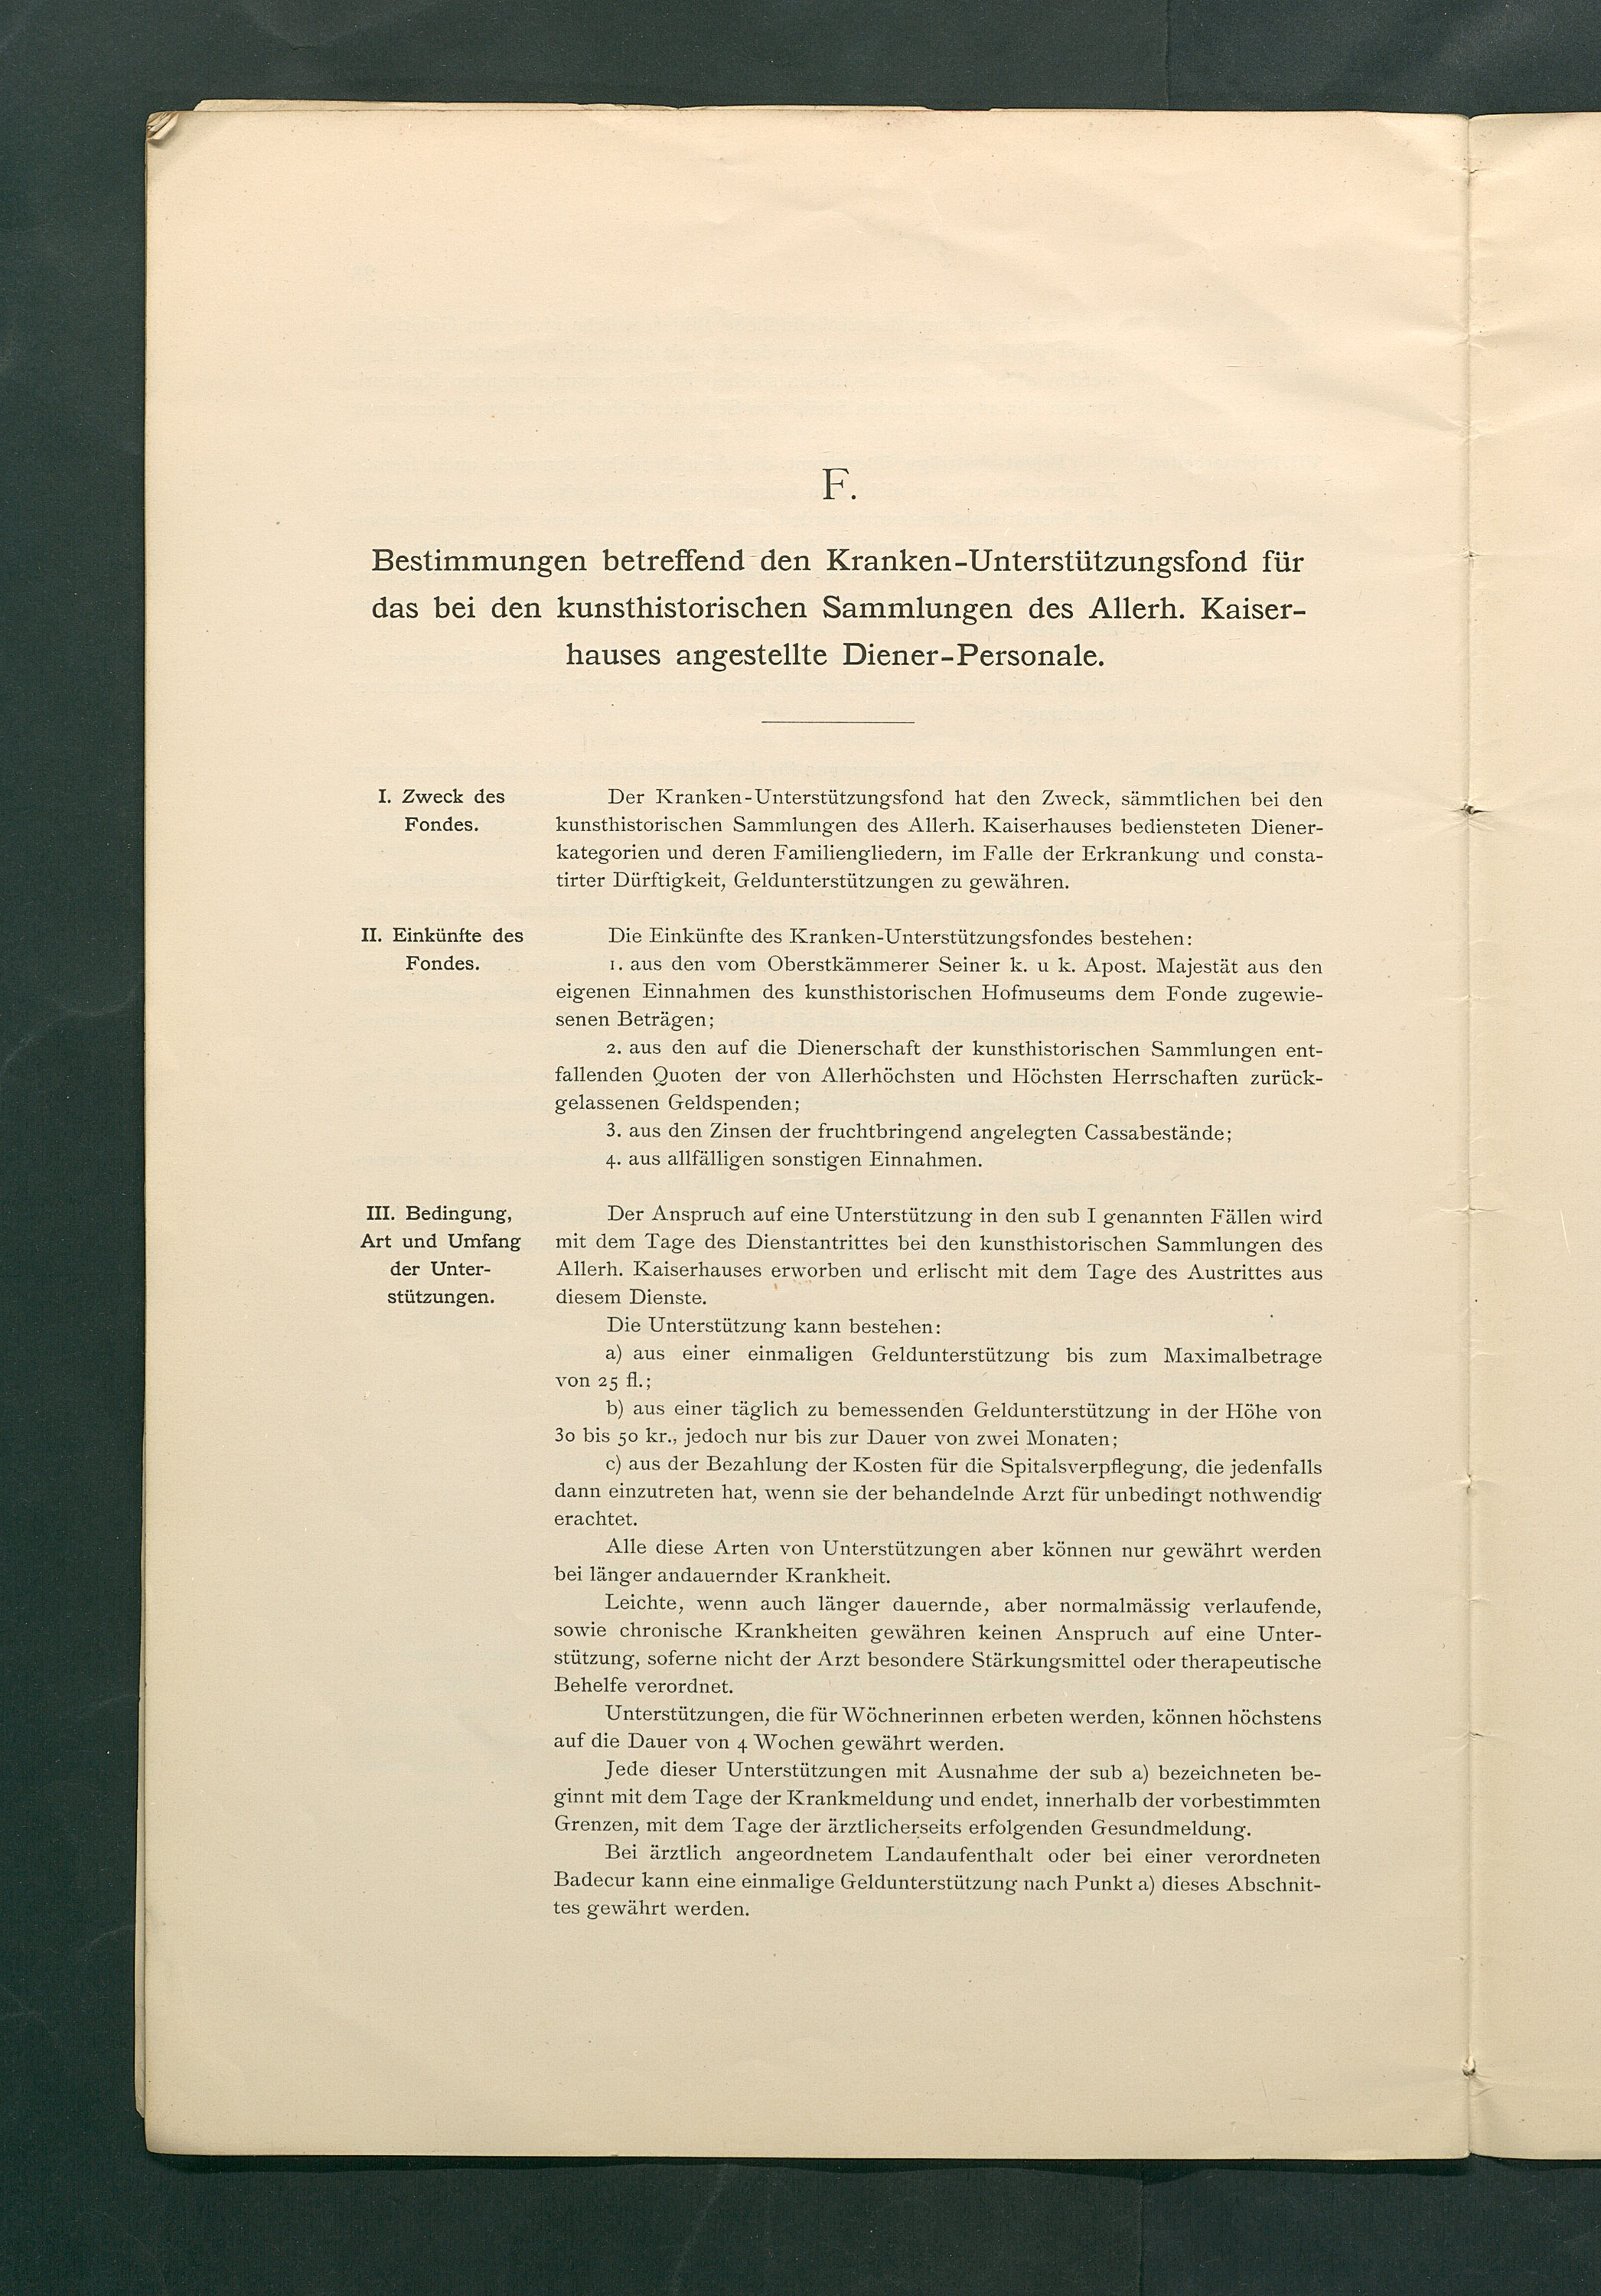 F.
Bestimmungen betreffend den Kranken-Unterstützungsfond für
das bei den kunsthistorischen Sammlungen des Allerh. Kaiser-
hauses angestellte Diener-Personale.
I. Zweck des
Fondes.
Der Kranken-Unterstützungsfond hat den Zweck, sämmtlichen bei den
kunsthistorischen Sammlungen des Allerh. Kaiserhauses bediensteten Diener-
kategorien und deren Familiengliedern, im Falle der Erkrankung und consta-
tirter Dürftigkeit, Geldunterstützungen zu gewähren.
II. Einkünfte des
Fondes.
Die Einkünfte des Kranken-Unterstützungsfondes bestehen:
1. aus den vom Oberstkämmerer Seiner k. u k. Apost. Majestät aus den
eigenen Einnahmen des kunsthistorischen Hofmuseums dem Fonde zugewie-
senen Beträgen;
2. aus den auf die Dienerschaft der kunsthistorischen Sammlungen ent-
fallenden Quoten der von Allerhöchsten und Höchsten Herrschaften zurück-
gelassenen Geldspenden;
3. aus den Zinsen der fruchtbringend angelegten Cassabestände;
4. aus allfälligen sonstigen Einnahmen.
III. Bedingung,
Art und Umfang
der Unter-
stützungen.
Der Anspruch auf eine Unterstützung in den sub I genannten Fällen wird
mit dem Tage des Dienstantrittes bei den kunsthistorischen Sammlungen des
Allerh. Kaiserhauses erworben und erlischt mit dem Tage des Austrittes aus
diesem Dienste.
Die Unterstützung kann bestehen:
a) aus einer einmaligen Geldunterstützung bis zum Maximalbetrage
von 25 fl.;
b) aus einer täglich zu bemessenden Geldunterstützung in der Höhe von
30 bis 50 kr., jedoch nur bis zur Dauer von zwei Monaten;
c) aus der Bezahlung der Kosten für die Spitalsverpflegung, die jedenfalls
dann einzutreten hat, wenn sie der behandelnde Arzt für unbedingt nothwendig
erachtet.
Alle diese Arten von Unterstützungen aber können nur gewährt werden
bei länger andauernder Krankheit.
Leichte, wenn auch länger dauernde, aber normalmässig verlaufende,
sowie chronische Krankheiten gewähren keinen Anspruch auf eine Unter-
stützung, soferne nicht der Arzt besondere Stärkungsmittel oder therapeutische
Behelfe verordnet.
Unterstützungen, die für Wöchnerinnen erbeten werden, können höchstens
auf die Dauer von 4 Wochen gewährt werden.
Jede dieser Unterstützungen mit Ausnahme der sub a) bezeichneten be-
ginnt mit dem Tage der Krankmeldung und endet, innerhalb der vorbestimmten
Grenzen, mit dem Tage der ärztlicherseits erfolgenden Gesundmeldung.
Bei ärztlich angeordnetem Landaufenthalt oder bei einer verordneten
Badecur kann eine einmalige Geldunterstützung nach Punkt a) dieses Abschnit-
tes gewährt werden.